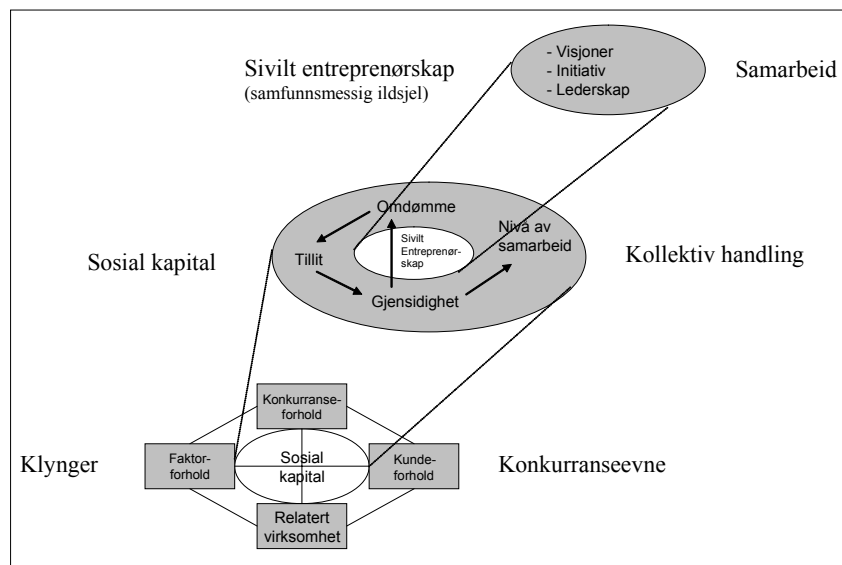 Sivilt entreprenørskap
(samfunnsmessig ildsjel)
- Visjoner
- Initiativ
- Lederskap
Samarbeid
Sosial kapital
Omdømme
Tillit
Sivilt
Entreprenør-
skap
Gjensidighet
Nivå av
samarbeid
Kollektiv handling
Klynger
Konkurranse-
forhold
Faktor-
forhold
Sosial
kapital
Kunde-
forhold
Relatert
virksomhet
Konkurranseevne